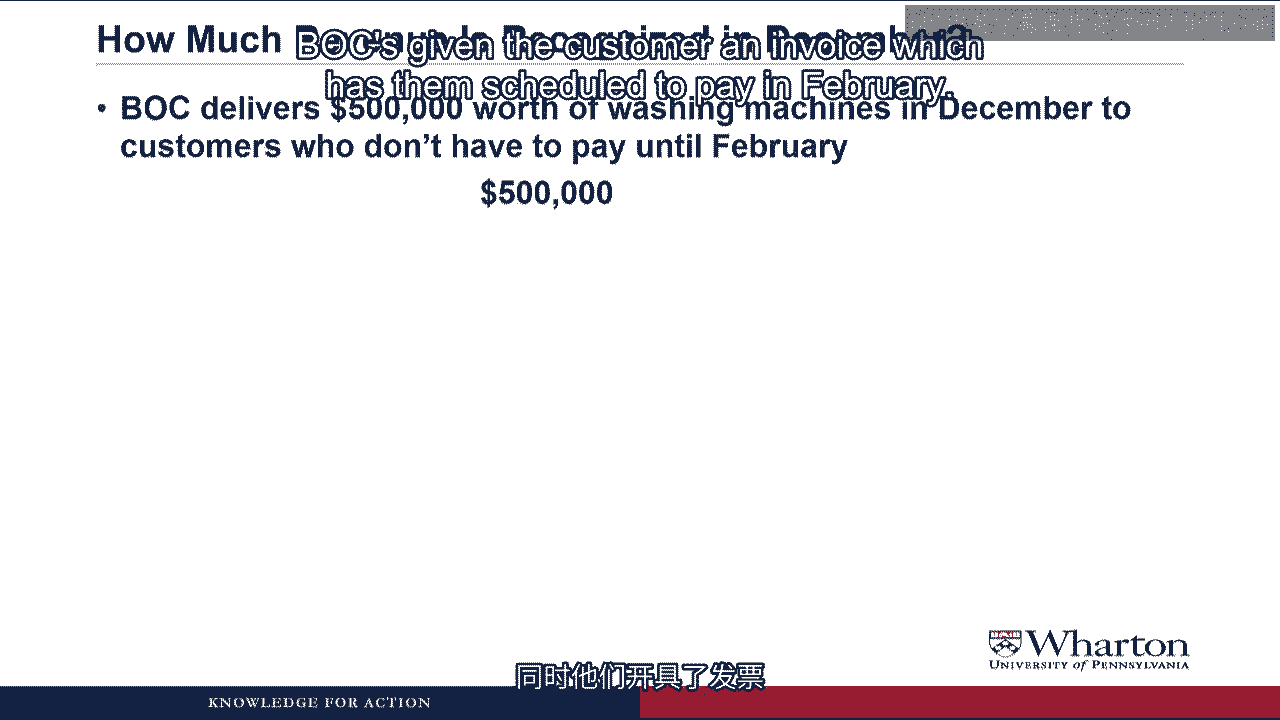 How Much
BOC's given the customer an invoice which
has them scheduled to pay in February.
• BOC delivers $500,000 worth of washing machines in December to
customers who don't have to pay until February
$500,000
Wharton
UNIVERSITY of PENNSYLVANIA
同时他们开具了发票
KNOWLEDGE FOR ACTION